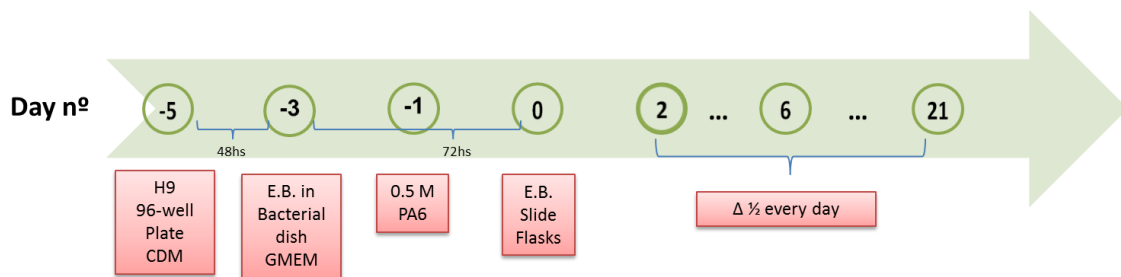 Day nº
-5
-3
-1
0
2
...
6
...
21
48hs
72hs
H9
96-well
Plate
CDM
E.B. in
Bacterial
dish
GMEM
0.5 M
PA6
E.B.
Slide
Flasks
Δ ½ every day